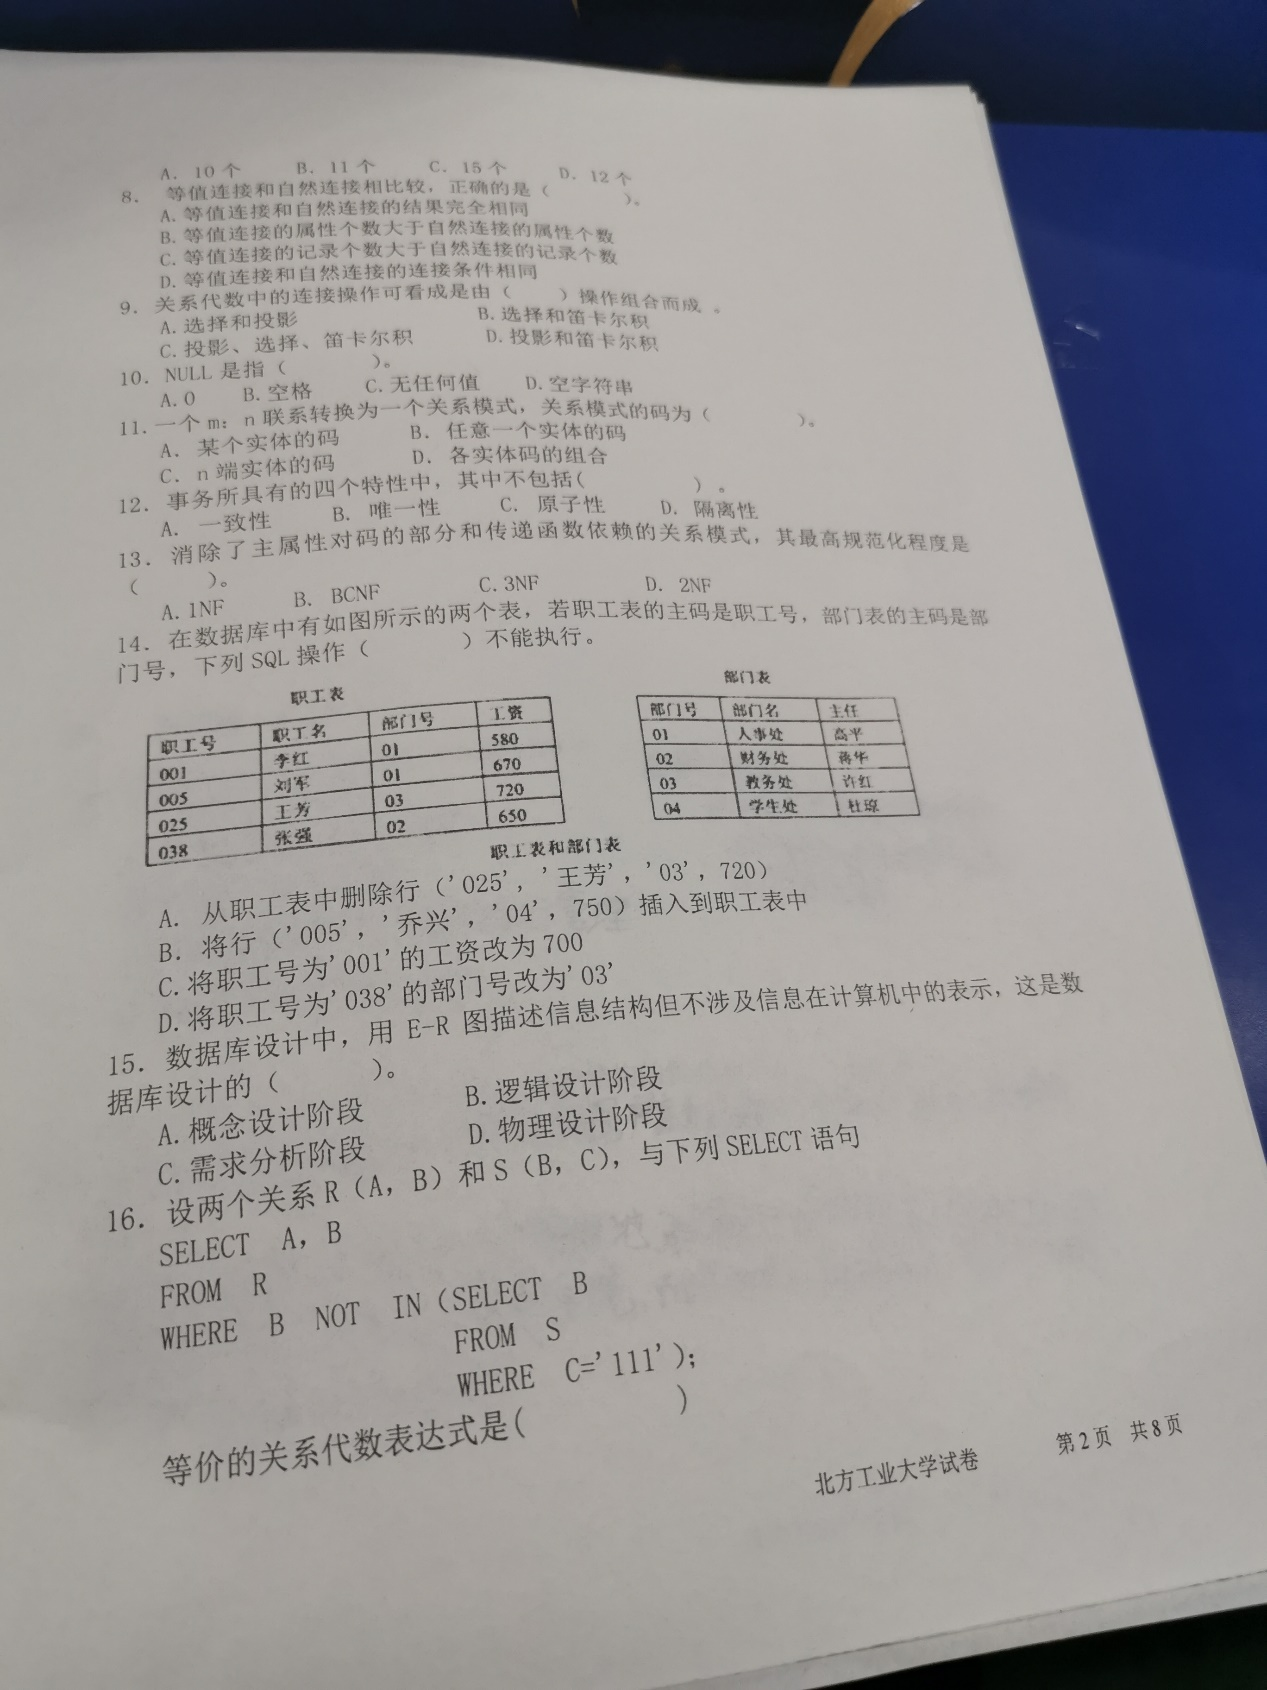 A. 10 个 B. 11 个 C. 15 个 D. 12 个
8. 等值连接和自然连接相比较，正确的是（ ）。
A. 等值连接和自然连接的结果完全相同
B. 等值连接的属性个数大于自然连接的属性个数
C. 等值连接的记录个数大于自然连接的记录个数
D. 等值连接和自然连接的连接条件相同
9. 关系代数中的连接操作可看成是由（ ）操作组合而成 。
A. 选择和投影 B. 选择和笛卡尔积
C. 投影、选择、笛卡尔积 D. 投影和笛卡尔积
10. NULL 是指（ ）。
A. 0 B. 空格 C. 无任何值 D. 空字符串
11. 一个 m：n 联系转换为一个关系模式，关系模式的码为（ ）。
A. 某个实体的码 B. 任意一个实体的码
C. n 端实体的码 D. 各实体码的组合
12. 事务所具有的四个特性中，其中不包括( ）。
A. 一致性 B. 唯一性 C. 原子性 D. 隔离性
13. 消除了主属性对码的部分和传递函数依赖的关系模式，其最高规范化程度是
（ ）。
A. 1NF B. BCNF C. 3NF D. 2NF
14. 在数据库中有如图所示的两个表，若职工表的主码是职工号，部门表的主码是部
门号，下列 SQL 操作（ ）不能执行。
职工表 部门表
职工号 职工名 部门号 工资
001 李红 01 580
005 刘军 01 670
025 王芳 03 720
038 张强 02 650
部门号 部门名 主任
01 人事处 高平
02 财务处 蒋华
03 教务处 许红
04 学生处 杜琼
职工表和部门表
A. 从职工表中删除行（'025'，'王芳'，'03'，720）
B. 将行（'005'，'乔兴'，'04'，750）插入到职工表中
C. 将职工号为'001'的工资改为 700
D. 将职工号为'038'的部门号改为'03'
15. 数据库设计中，用 E-R 图描述信息结构但不涉及信息在计算机中的表示，这是数
据库设计的（ ）。
A. 概念设计阶段 B. 逻辑设计阶段
C. 需求分析阶段 D. 物理设计阶段
16. 设两个关系 R（A，B）和 S（B，C），与下列 SELECT 语句
SELECT A，B
FROM R
WHERE B NOT IN（SELECT B
FROM S
WHERE C='111'）；
等价的关系代数表达式是( )
北方工业大学试卷 第 2 页 共 8 页